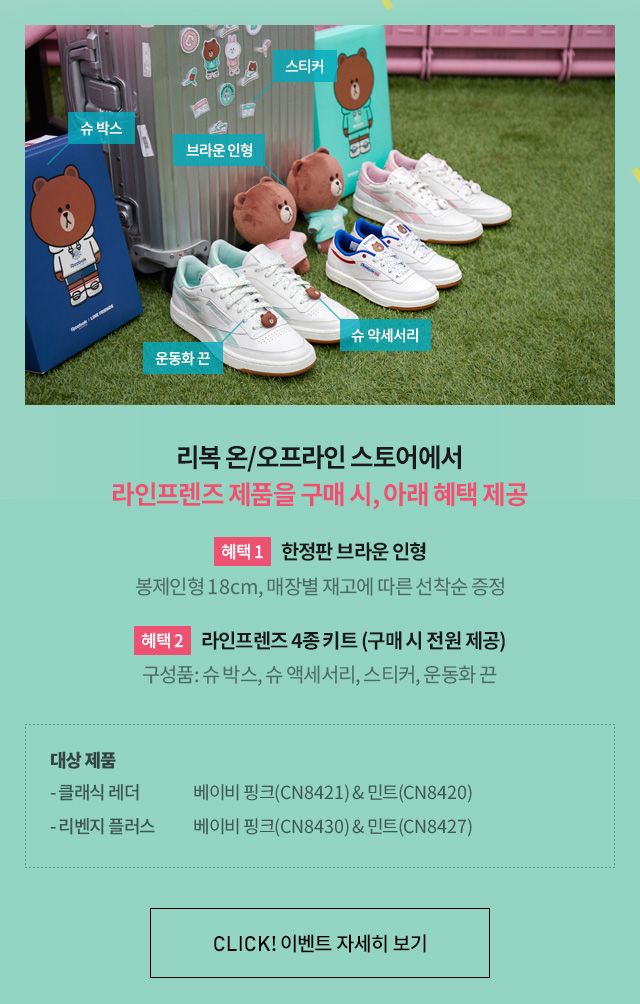 스티커
슈 박스
브라운 인형
Reebok
Reebok | LINE FRIENDS
슈 악세서리
운동화 끈
리복 온/오프라인 스토어에서
라인프렌즈 제품을 구매 시, 아래 혜택 제공
혜택 1 한정판 브라운 인형
봉제인형 18cm, 매장별 재고에 따른 선착순 증정
혜택 2 라인프렌즈 4종 키트 (구매 시 전원 제공)
구성품: 슈 박스, 슈 액세서리, 스티커, 운동화 끈
대상 제품
- 클래식 레더 베이비 핑크(CN8421) & 민트(CN8420)
- 리벤지 플러스 베이비 핑크(CN8430) & 민트(CN8427)
CLICK! 이벤트 자세히 보기